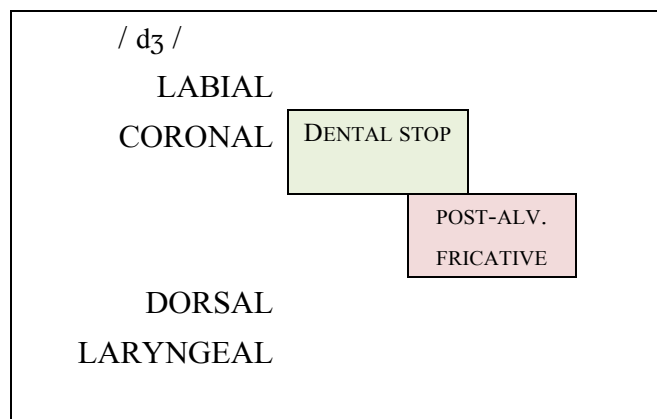 / dʒ /
LABIAL
CORONAL
DENTAL STOP
POST-ALV.
FRICATIVE
DORSAL
LARYNGEAL